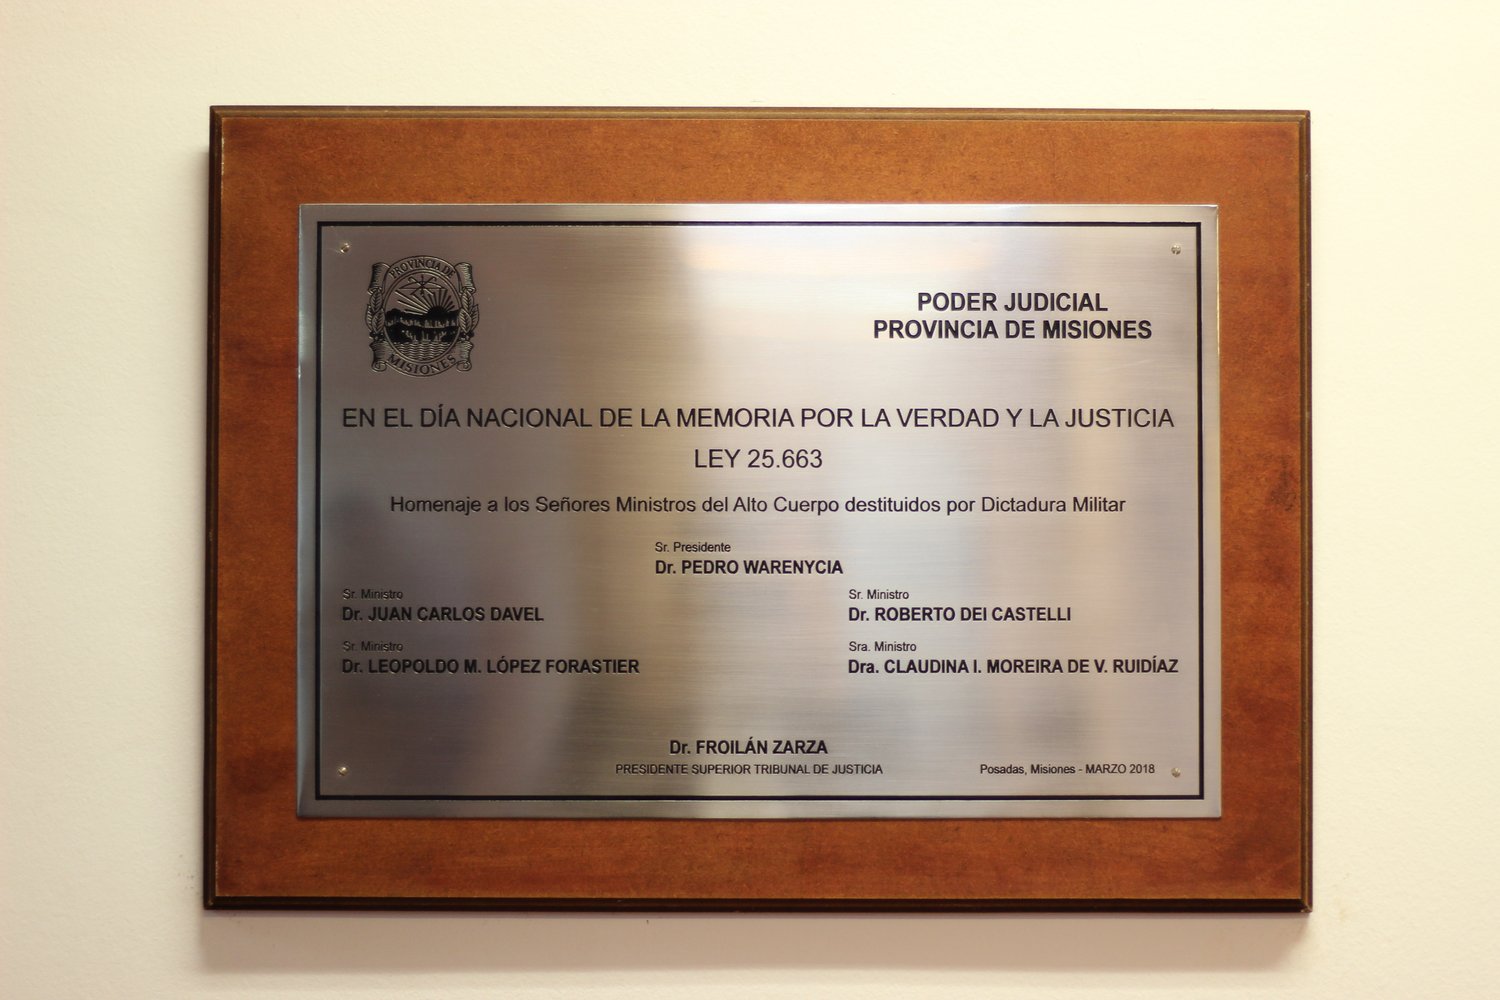 PROVINCIA DE
MISIONES
PODER JUDICIAL
PROVINCIA DE MISIONES
EN EL DÍA NACIONAL DE LA MEMORIA POR LA VERDAD Y LA JUSTICIA
LEY 25.663
Homenaje a los Señores Ministros del Alto Cuerpo destituidos por Dictadura Militar
Sr. Presidente
Dr. PEDRO WARENYCIA
Sr. Ministro
Dr. JUAN CARLOS DAVEL
Sr. Ministro
Dr. ROBERTO DEI CASTELLI
Sr. Ministro
Dr. LEOPOLDO M. LÓPEZ FORASTIER
Sra. Ministro
Dra. CLAUDINA I. MOREIRA DE V. RUIDÍAZ
Dr. FROILÁN ZARZA
PRESIDENTE SUPERIOR TRIBUNAL DE JUSTICIA
Posadas, Misiones - MARZO 2018